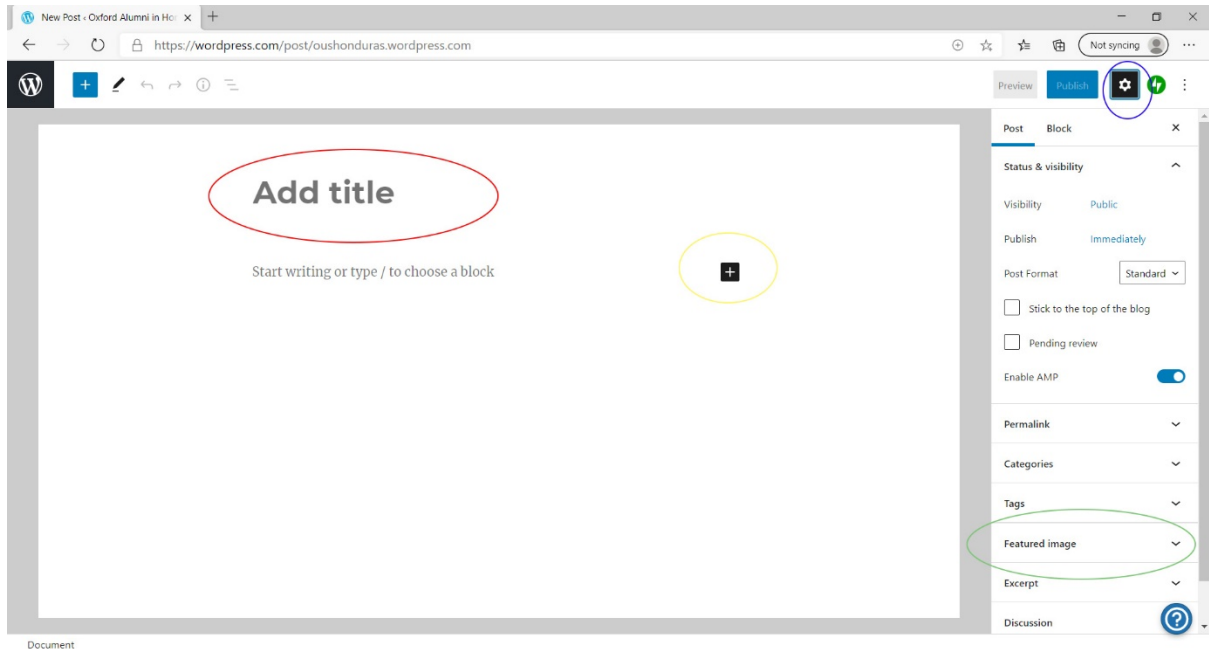 New Post ‹ Oxford Alumni in Ho
https://wordpress.com/post/oushonduras.wordpress.com
Not syncing
Preview Publish
Post Block
Add title
Start writing or type / to choose a block
Status & visibility
Visibility Public
Publish Immediately
Post Format Standard
Stick to the top of the blog
Pending review
Enable AMP
Permalink
Categories
Tags
Featured image
Excerpt
Discussion
Document